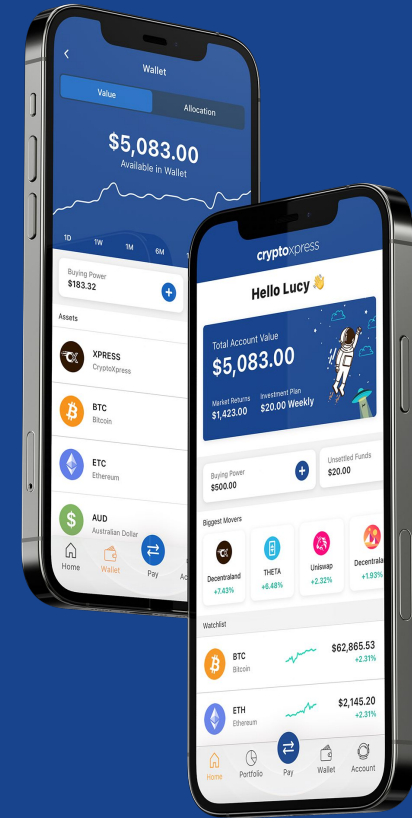 Wallet
Value
Allocation
$5,083.00
Available in Wallet
1D 1W 1M 6M
Buying Power
$183.32
Assets
XPRESS
CryptoXpress
BTC
Bitcoin
ETC
Ethereum
$
AUD
Australian Dollar
Home Wallet Pay
cryptoxpress
Hello Lucy 👋
Total Account Value
$5,083.00
Market Returns Investment Plan
$1,423.00 $20.00 Weekly
Buying Power Unsettled Funds
$500.00 $20.00
Biggest Movers
Decentraland THETA Uniswap
+7.43% +6.48% +2.32% +1.93%
Watchlist
BTC $62,865.53
Bitcoin +2.31%
ETH $2,145.20
Ethereum +2.31%
Home Portfolio Pay Wallet Account